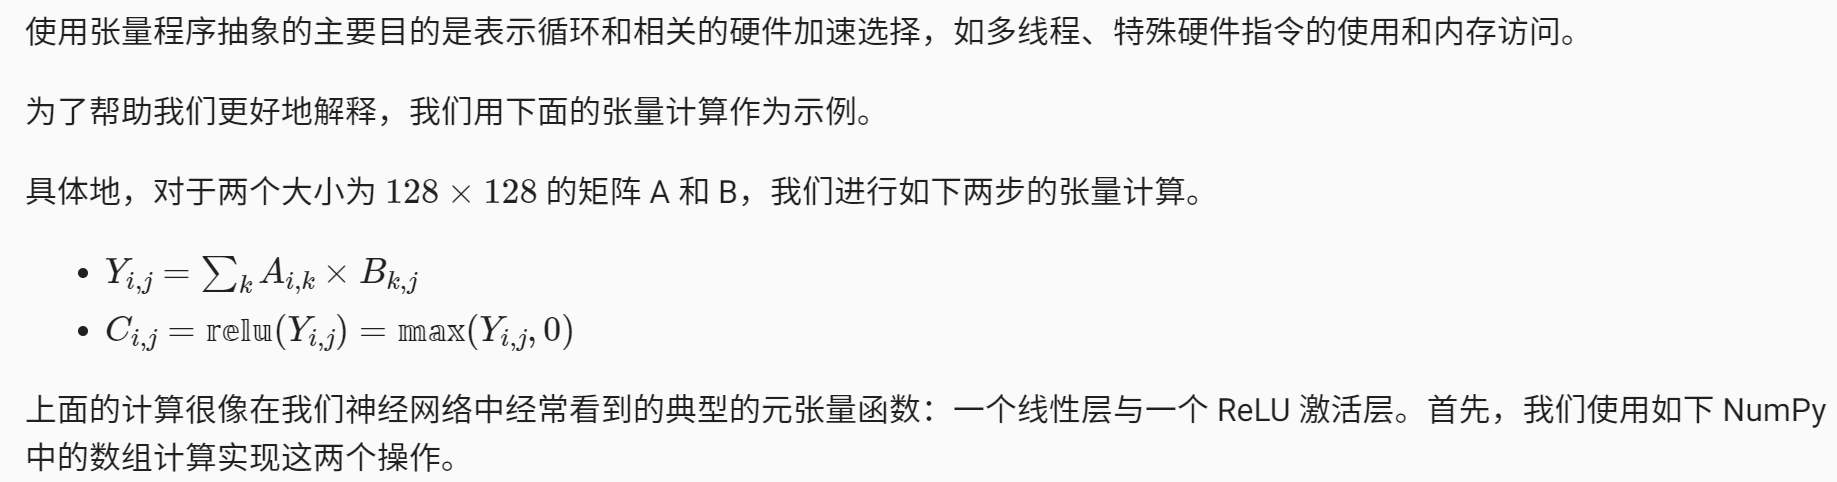 使用张量程序抽象的主要目的是表示循环和相关的硬件加速选择，如多线程、特殊硬件指令的使用和内存访问。
为了帮助我们更好地解释，我们用下面的张量计算作为示例。
具体地，对于两个大小为 128 × 128 的矩阵 A 和 B，我们进行如下两步的张量计算。
• Y_{i,j} = ∑_k A_{i,k} × B_{k,j}
• C_{i,j} = 𝕣𝕖𝕝𝕦(Y_{i,j}) = 𝕞𝕒𝕩(Y_{i,j}, 0)
上面的计算很像在我们神经网络中经常看到的典型的元张量函数：一个线性层与一个 ReLU 激活层。首先，我们使用如下 NumPy
中的数组计算实现这两个操作。